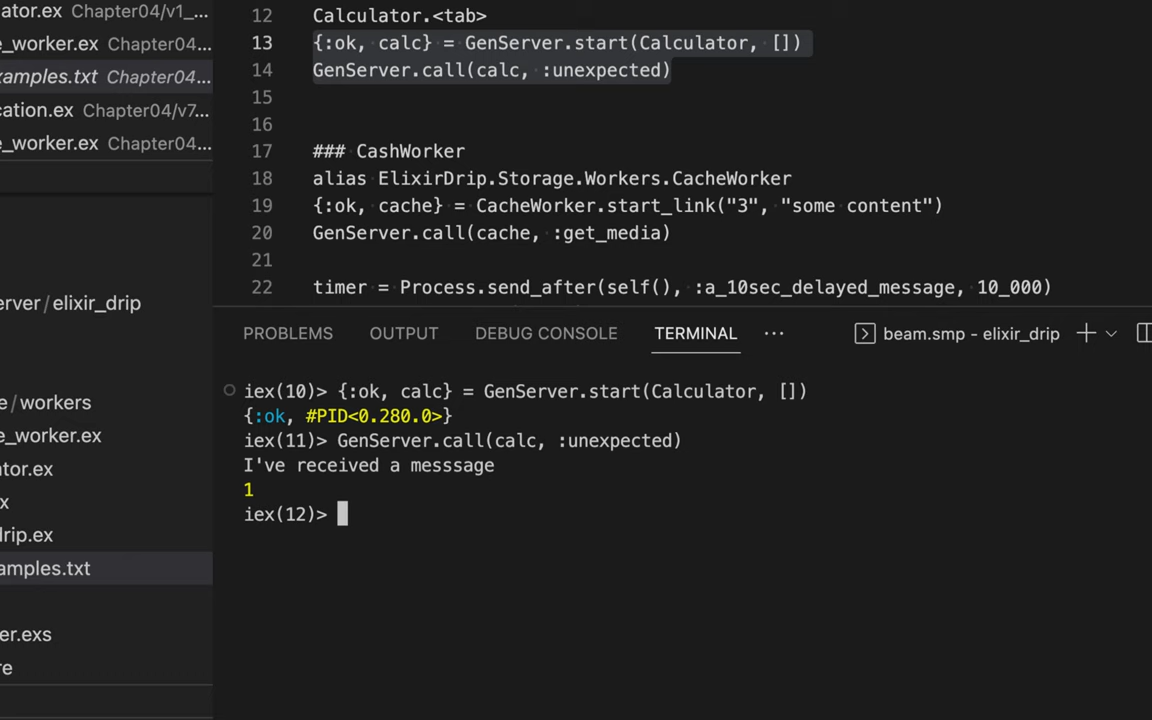 ator.ex Chapter04/v1_...
e_worker.ex Chapter04...
xamples.txt Chapter04...
cation.ex Chapter04/v7...
e_worker.ex Chapter04...
erver/elixir_drip
e/workers
e_worker.ex
ator.ex
x
drip.ex
amples.txt
er.exs
re
12 Calculator.<tab>
13 {:ok, calc} = GenServer.start(Calculator, [])
14 GenServer.call(calc, :unexpected)
15
16
17 ### CashWorker
18 alias ElixirDrip.Storage.Workers.CacheWorker
19 {:ok, cache} = CacheWorker.start_link("3", "some content")
20 GenServer.call(cache, :get_media)
21
22 timer = Process.send_after(self(), :a_10sec_delayed_message, 10_000)
PROBLEMS OUTPUT DEBUG CONSOLE TERMINAL ... beam.smp - elixir_drip
iex(10)> {:ok, calc} = GenServer.start(Calculator, [])
{:ok, #PID<0.280.0>}
iex(11)> GenServer.call(calc, :unexpected)
I've received a messsage
1
iex(12)>